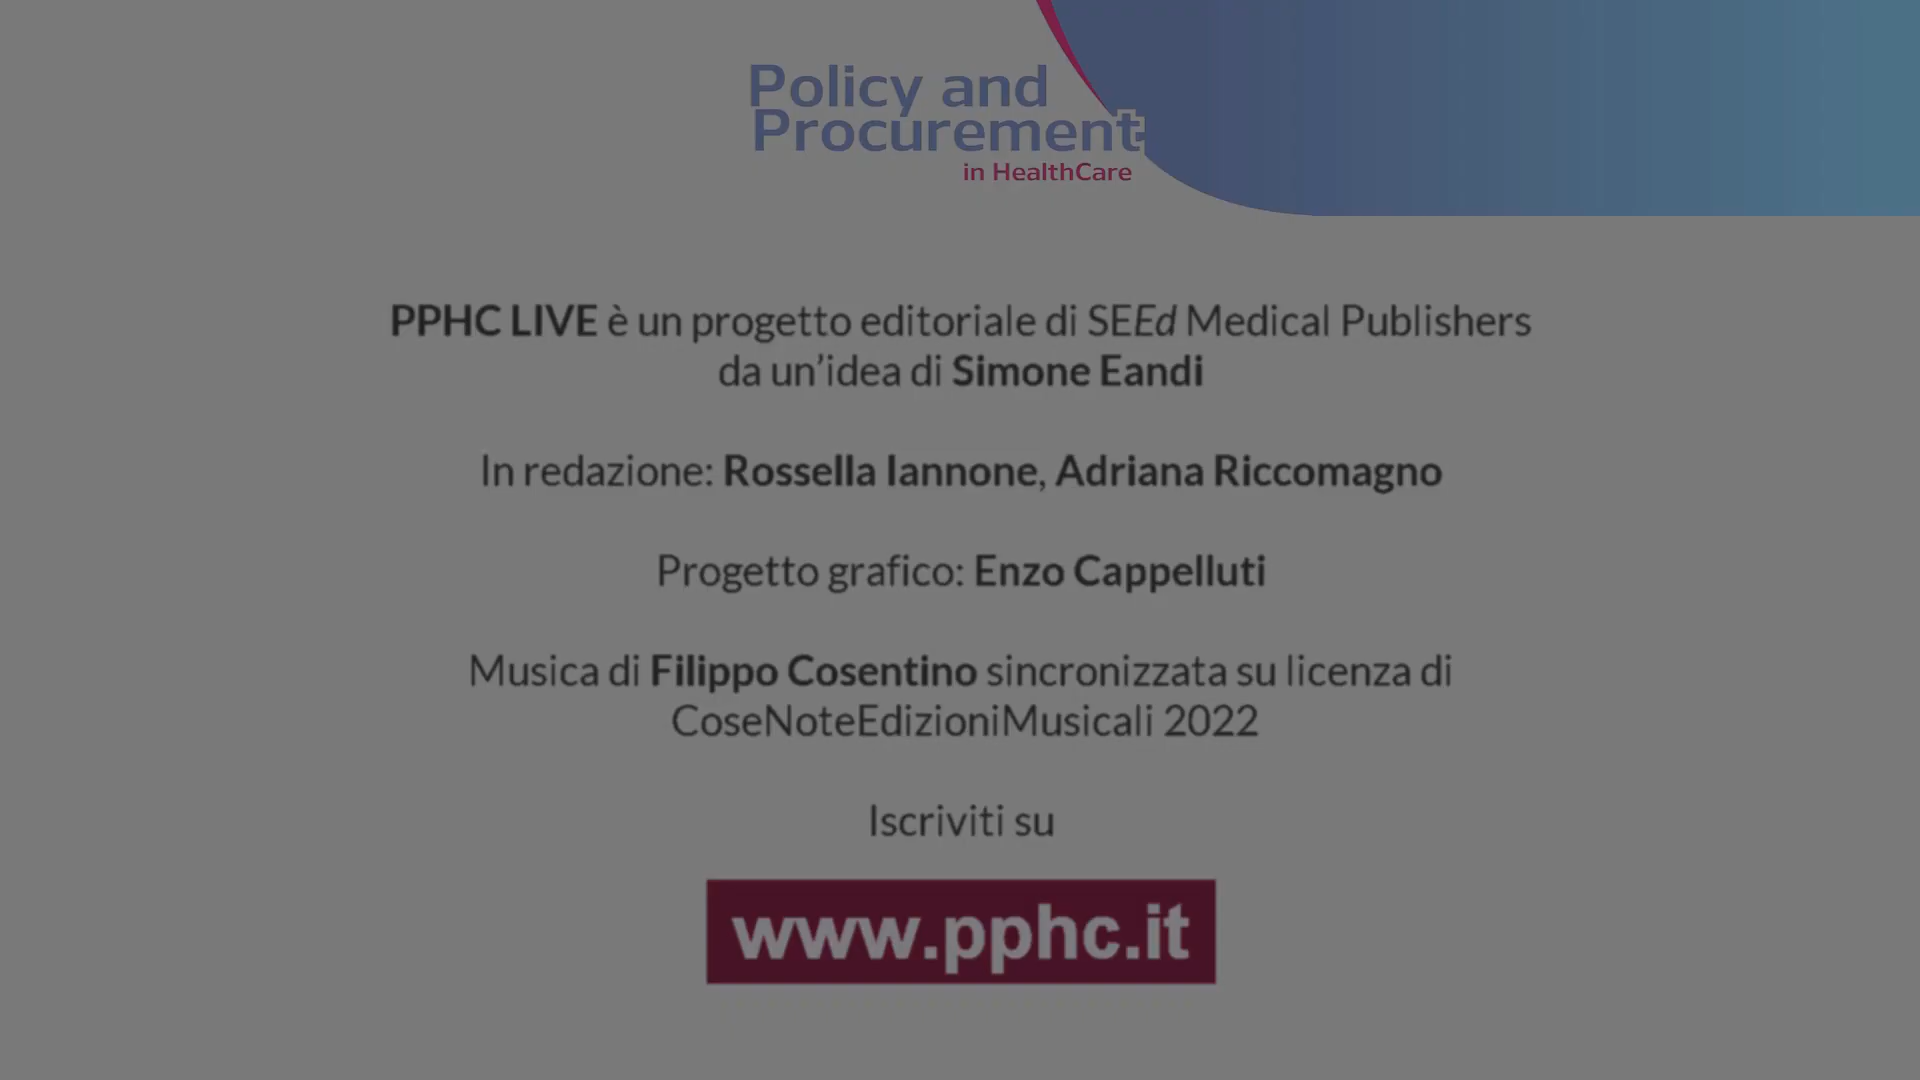 Policy and
Procurement
in HealthCare
PPHC LIVE è un progetto editoriale di SEEd Medical Publishers
da un’idea di Simone Eandi
In redazione: Rossella Iannone, Adriana Riccomagno
Progetto grafico: Enzo Cappelluti
Musica di Filippo Cosentino sincronizzata su licenza di
CoseNoteEdizioniMusicali 2022
Iscriviti su
www.pphc.it